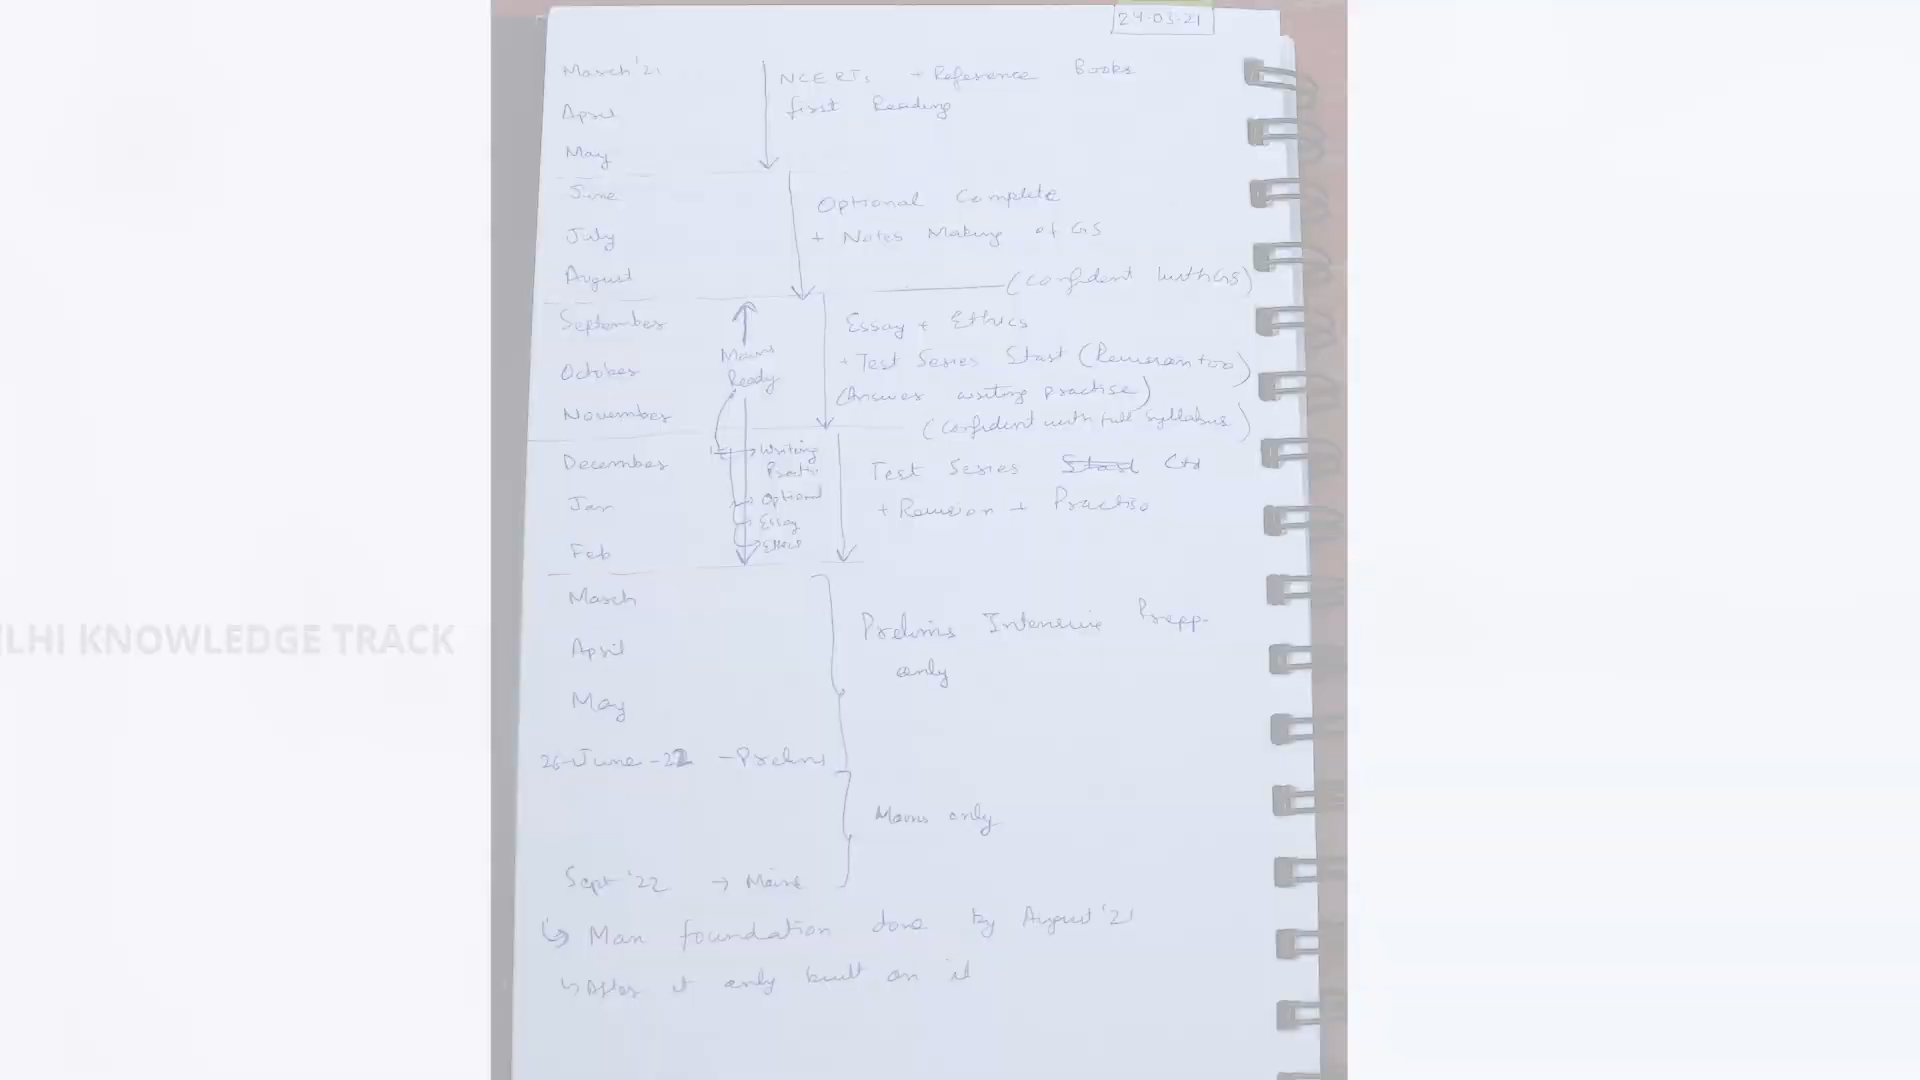 24-03-21
March '21
NCERTs + Reference Books
April
first Reading
May
June
Optional Complete
July
+ Notes Making of GS
August
(Confident with GS)
September
Essay + Ethics
Mains
Ready
October
+ Test Series Start (Revision too)
(Answer writing practise)
November
(Confident with full syllabus)
December
Writing
Test Series Start Ctd
Jan
Optional
+ Revision + Practise
Essay
Feb
Ethics
March
Prelims Intensive Prepp.
April
only
May
26-June-22 - Prelims
Mains only
Sept '22 → Mains
↳ Main foundation done by August '21
↳ After it only built on it
LHI KNOWLEDGE TRACK